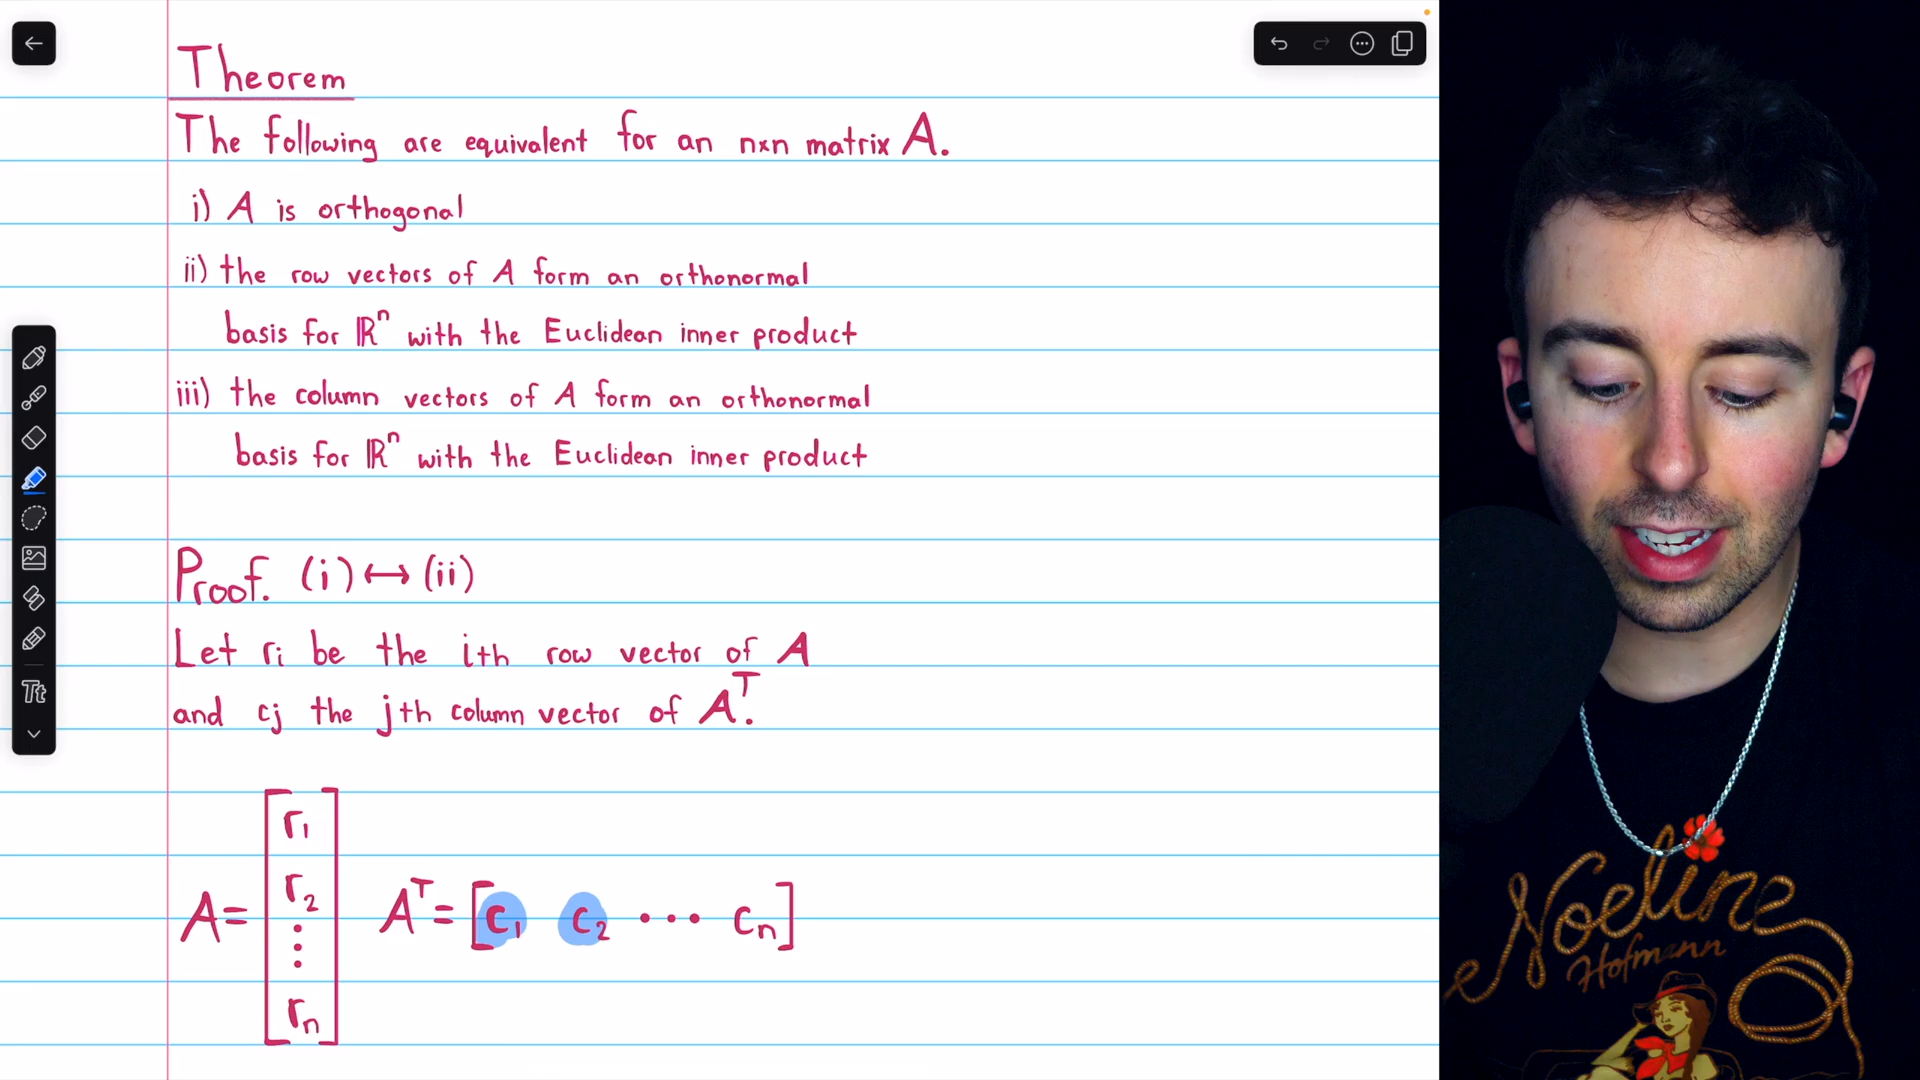 Theorem
The following are equivalent for an n×n matrix A.
i) A is orthogonal
ii) the row vectors of A form an orthonormal
basis for ℝⁿ with the Euclidean inner product
iii) the column vectors of A form an orthonormal
basis for ℝⁿ with the Euclidean inner product
Proof. (i) ↔ (ii)
Let rᵢ be the ith row vector of A
and cⱼ the jth column vector of Aᵀ.
A = [r₁ r₂ ⋮ rₙ] Aᵀ = [c₁ c₂ ··· cₙ]
Tt
Noeline
Hofmann